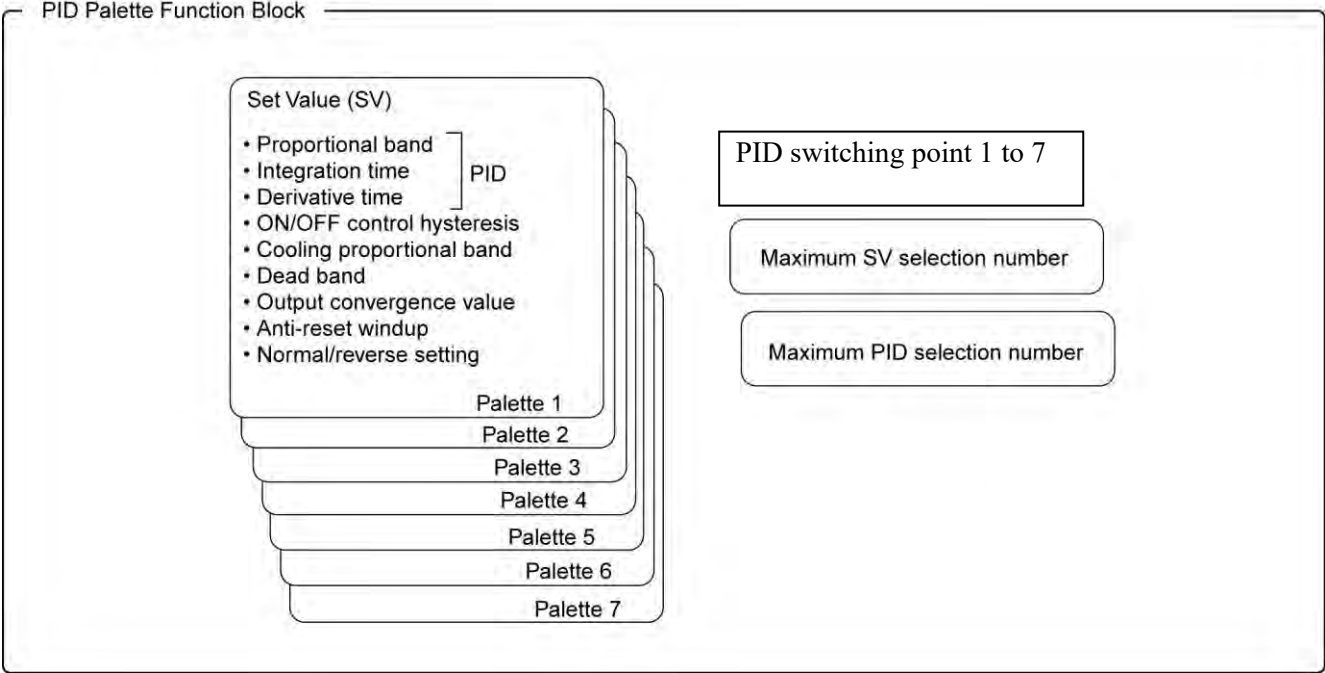 PID Palette Function Block
Set Value (SV)
• Proportional band
• Integration time
• Derivative time
PID
• ON/OFF control hysteresis
• Cooling proportional band
• Dead band
• Output convergence value
• Anti-reset windup
• Normal/reverse setting
Palette 1
Palette 2
Palette 3
Palette 4
Palette 5
Palette 6
Palette 7
PID switching point 1 to 7
Maximum SV selection number
Maximum PID selection number